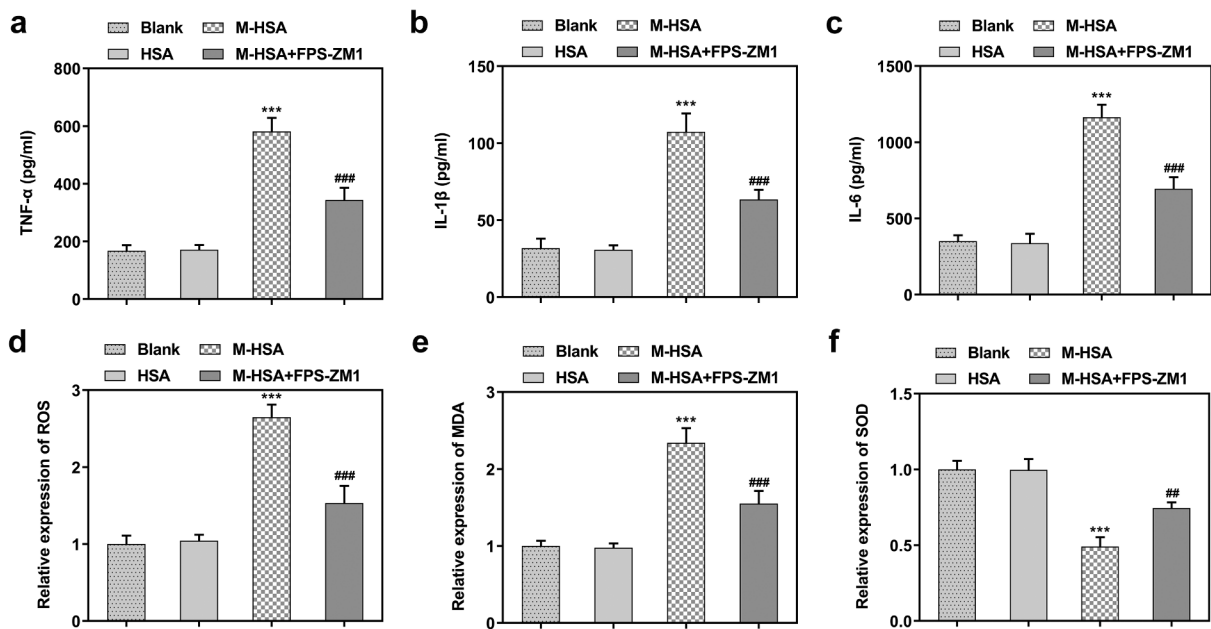 a
Blank
M-HSA
HSA
M-HSA+FPS-ZM1
TNF-α (pg/ml)
800
600
400
200
0
***
###
b
Blank
M-HSA
HSA
M-HSA+FPS-ZM1
IL-1β (pg/ml)
150
100
50
0
***
###
c
Blank
M-HSA
HSA
M-HSA+FPS-ZM1
IL-6 (pg/ml)
1500
1000
500
0
***
###
d
Blank
M-HSA
HSA
M-HSA+FPS-ZM1
Relative expression of ROS
3
2
1
0
***
###
e
Blank
M-HSA
HSA
M-HSA+FPS-ZM1
Relative expression of MDA
3
2
1
0
***
###
f
Blank
M-HSA
HSA
M-HSA+FPS-ZM1
Relative expression of SOD
1.5
1.0
0.5
0.0
***
##